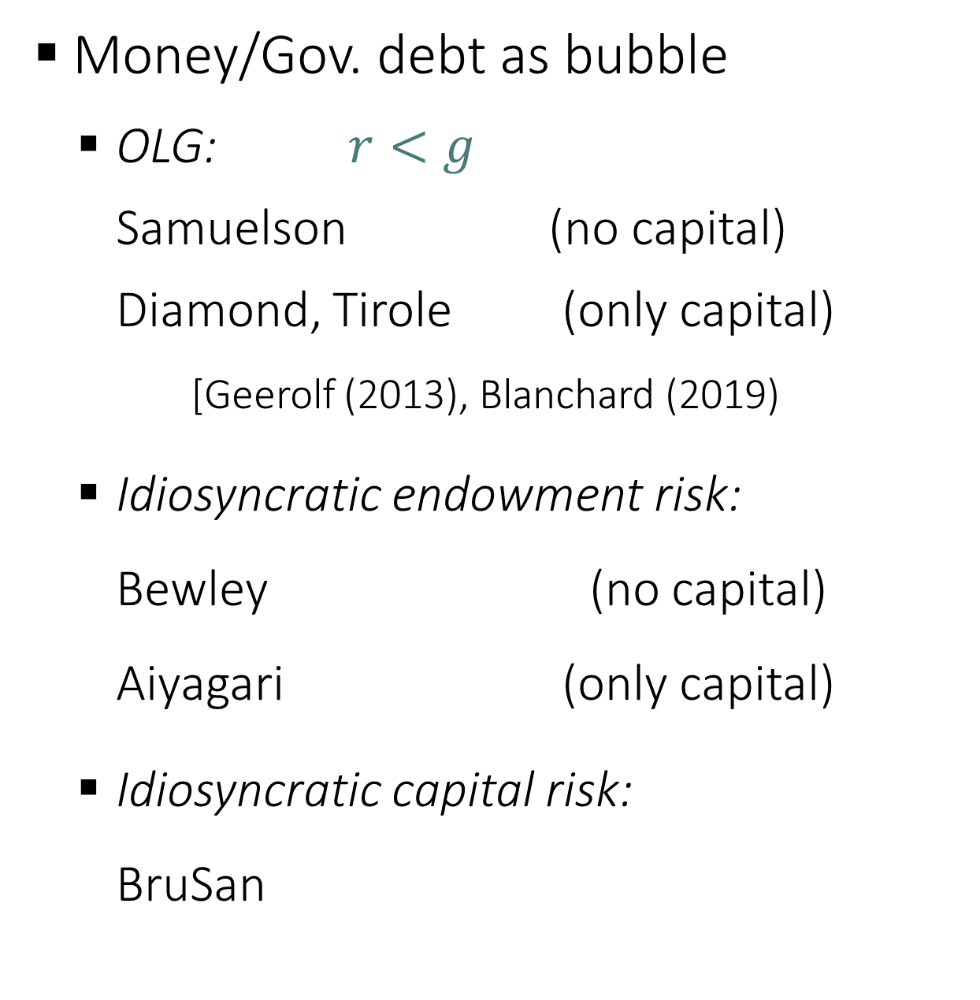 ▪ Money/Gov. debt as bubble
▪ OLG: r < g
Samuelson (no capital)
Diamond, Tirole (only capital)
[Geerolf (2013), Blanchard (2019)
▪ Idiosyncratic endowment risk:
Bewley (no capital)
Aiyagari (only capital)
▪ Idiosyncratic capital risk:
BruSan